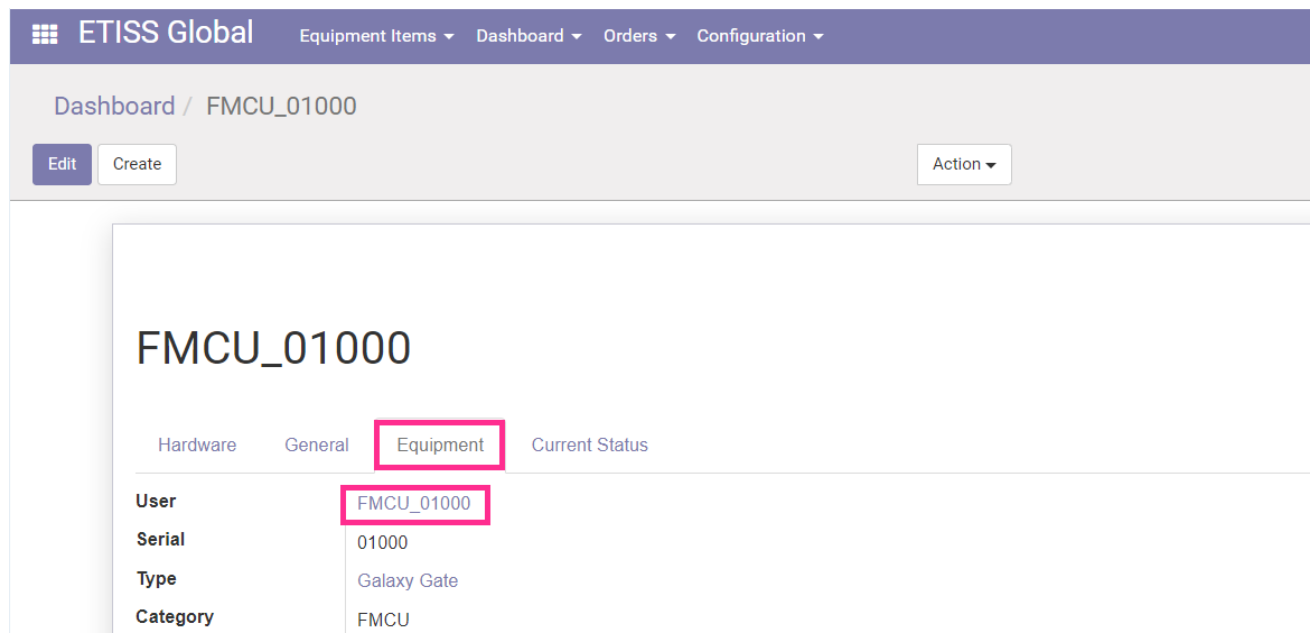 ETISS Global Equipment Items Dashboard Orders Configuration
Dashboard / FMCU_01000
Edit Create Action
FMCU_01000
Hardware General Equipment Current Status
User FMCU_01000
Serial 01000
Type Galaxy Gate
Category FMCU